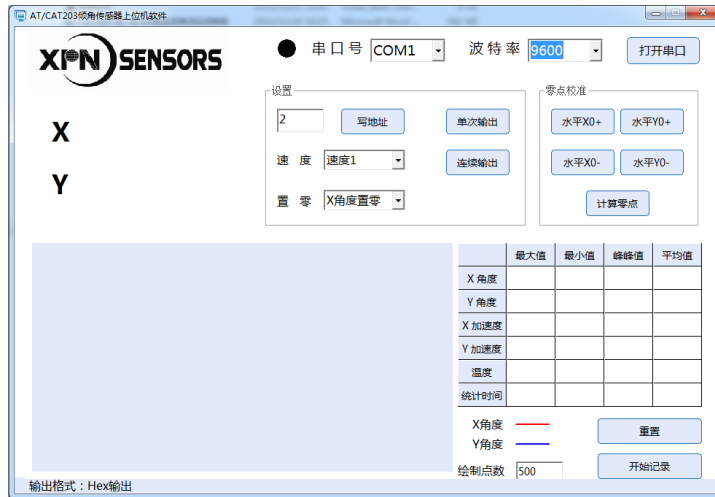 AT/CAT203倾角传感器上位机软件
XPN SENSORS
串口号 COM1 波特率 9600 打开串口
设置 零点校准
2 写地址 单次输出 水平X0+ 水平Y0+
X
速 度 速度1 连续输出 水平X0- 水平Y0-
Y
置 零 X角度置零 计算零点
最大值 最小值 峰峰值 平均值
X 角度
Y 角度
X 加速度
Y 加速度
温度
统计时间
X角度 重置
Y角度
绘制点数 500 开始记录
输出格式：Hex输出